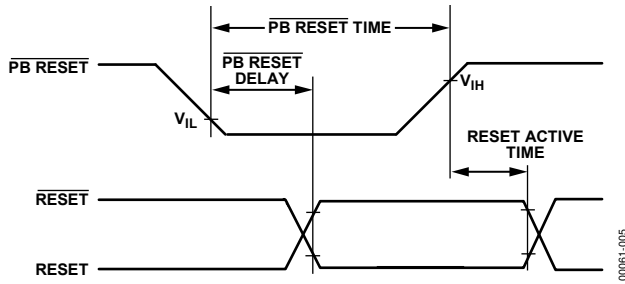 PB RESET TIME
PB RESET
PB RESET
DELAY
VIL
VIH
RESET ACTIVE
TIME
RESET
RESET
00061-005